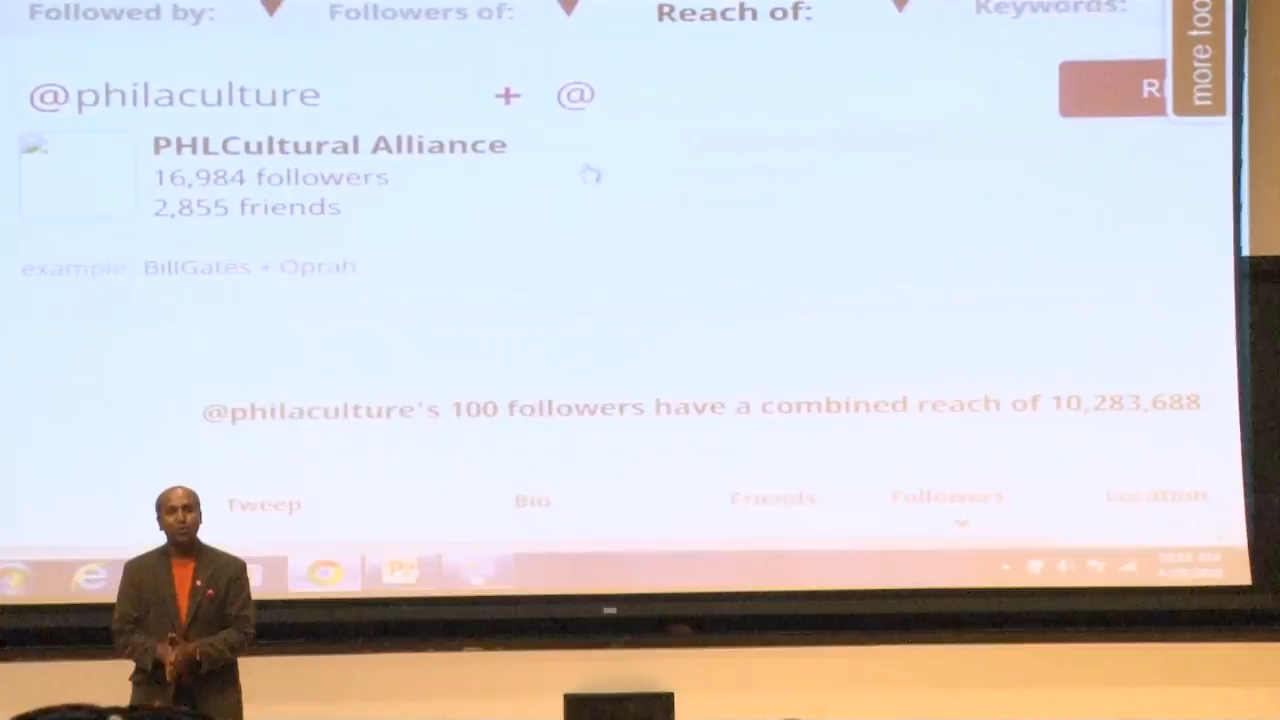 Followed by: Followers of: Reach of: Keywords:
more too
@philaculture + @ R
PHLCultural Alliance
16,984 followers
2,855 friends
example: BillGates + Oprah
@philaculture's 100 followers have a combined reach of 10,283,688
Tweep Bio Friends Followers Location